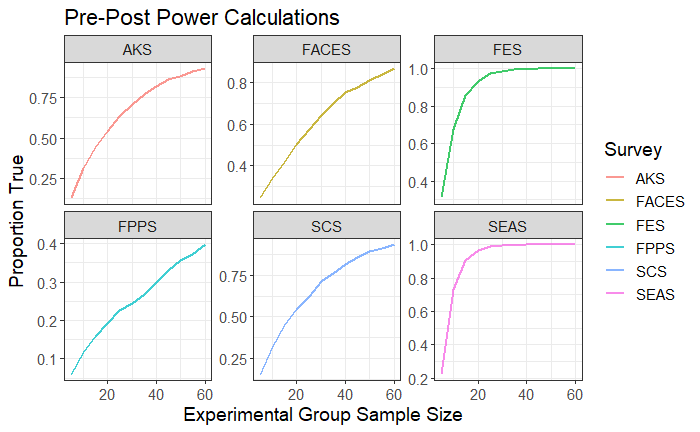 Pre-Post Power Calculations
AKS FACES FES
0.75
0.50
0.25
0.8
0.6
0.4
1.0
0.8
0.6
0.4
FPPS SCS SEAS
0.4
0.3
0.2
0.1
0.75
0.50
0.25
1.0
0.8
0.6
0.4
0.2
20 40 60 20 40 60 20 40 60
Experimental Group Sample Size
Proportion True
Survey
AKS
FACES
FES
FPPS
SCS
SEAS